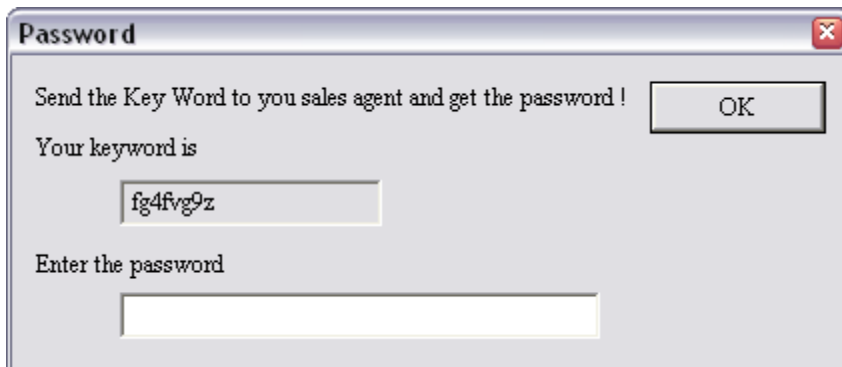 Password
Send the Key Word to you sales agent and get the password !
OK
Your keyword is
fg4fvg9z
Enter the password